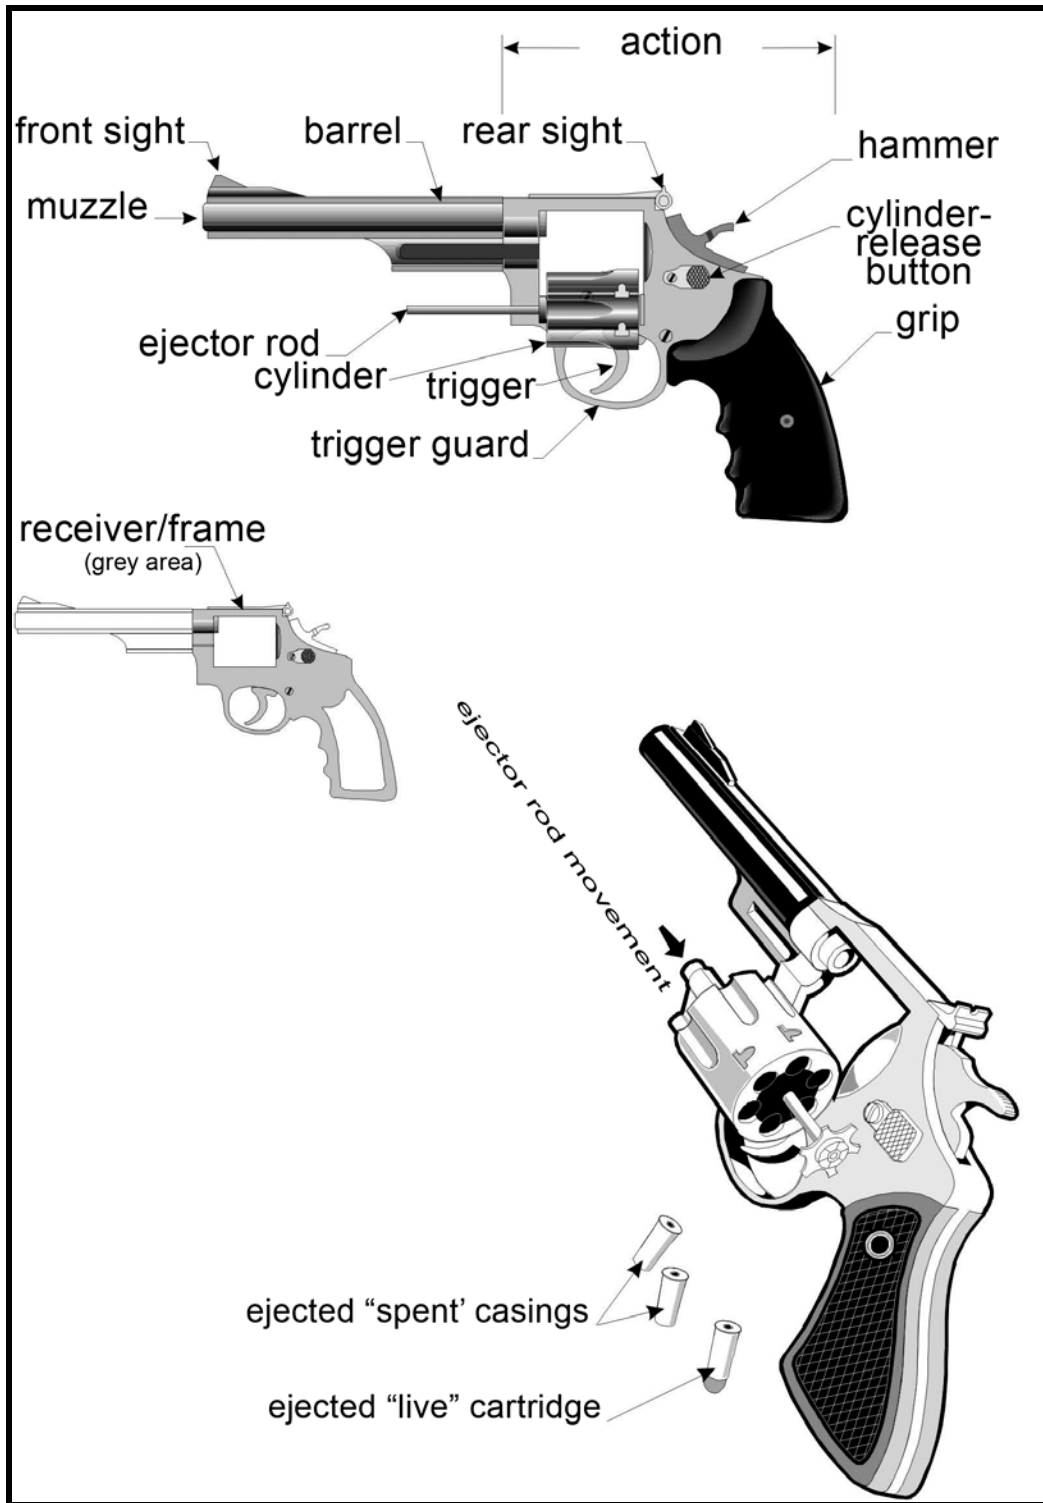 action
front sight
barrel
rear sight
hammer
muzzle
cylinder-
release
button
grip
ejector rod
cylinder
trigger
trigger guard
receiver/frame
(grey area)
ejector rod movement
ejected “spent’ casings
ejected “live” cartridge